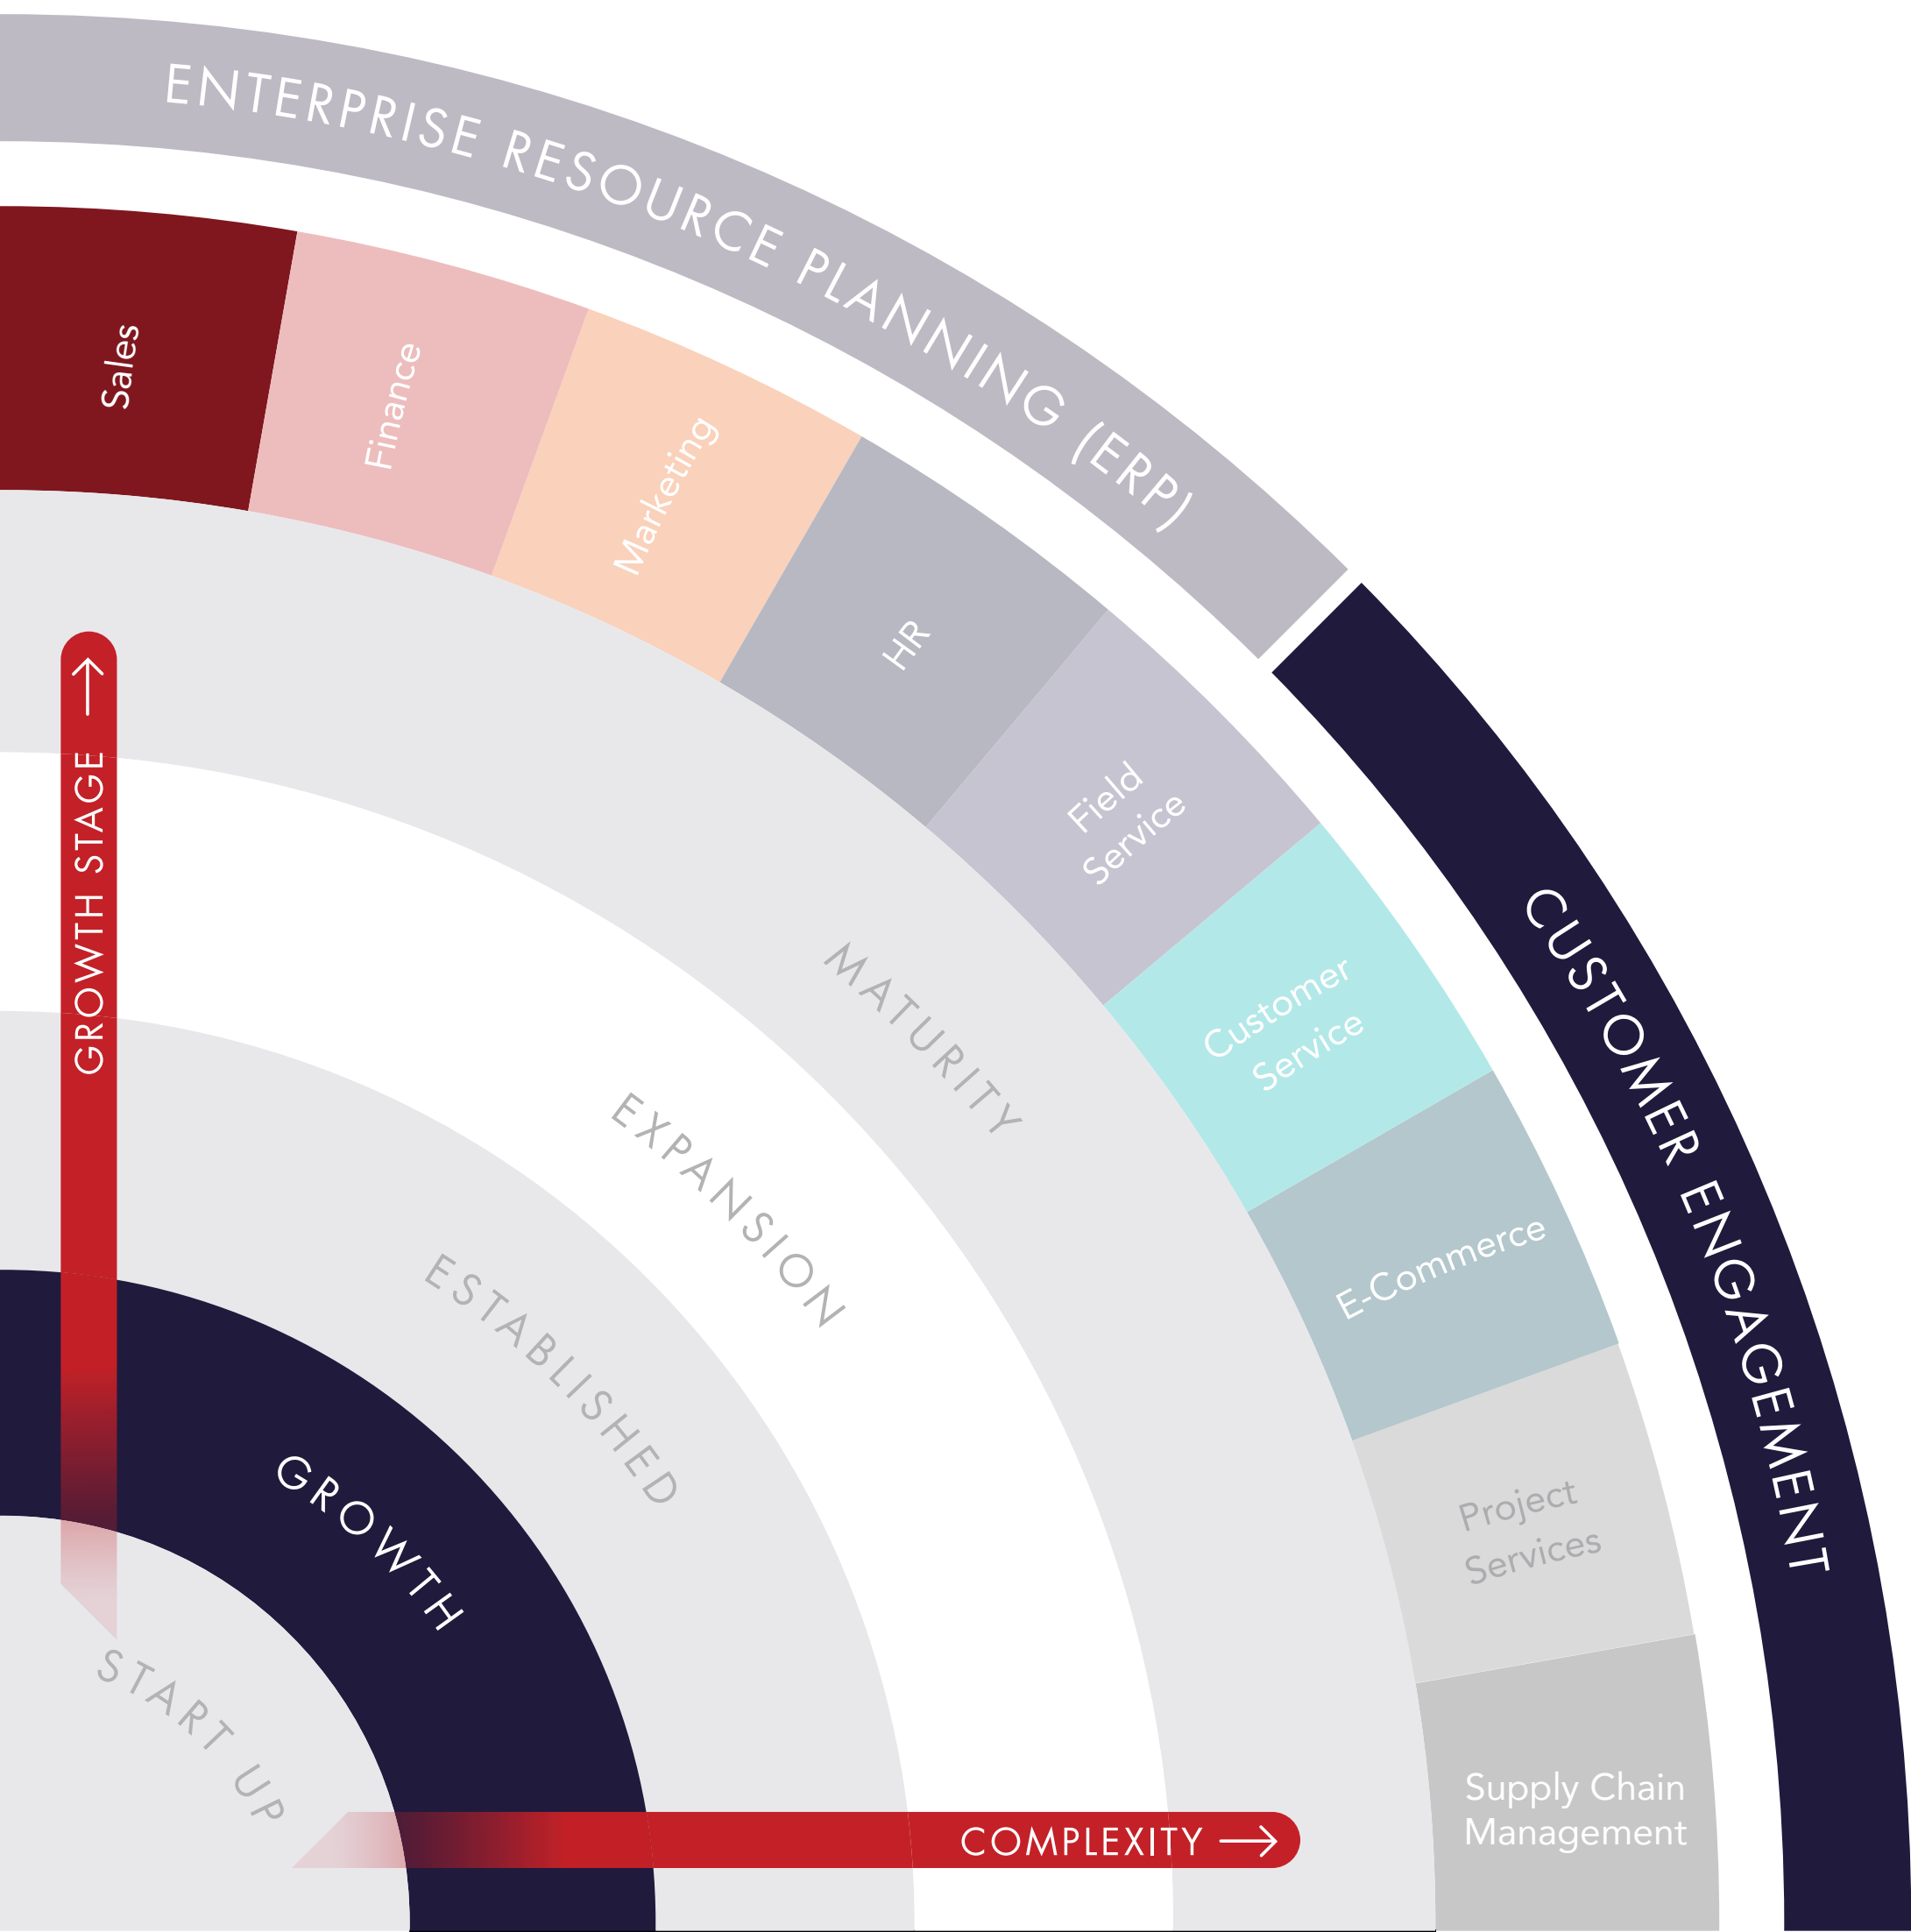 ENTERPRISE RESOURCE PLANNING (ERP)
CUSTOMER ENGAGEMENT
Sales
Finance
Marketing
HR
Field
Service
Customer
Service
E-Commerce
Project
Services
Supply Chain
Management
GROWTH STAGE
MATURITY
EXPANSION
ESTABLISHED
GROWTH
START UP
COMPLEXITY